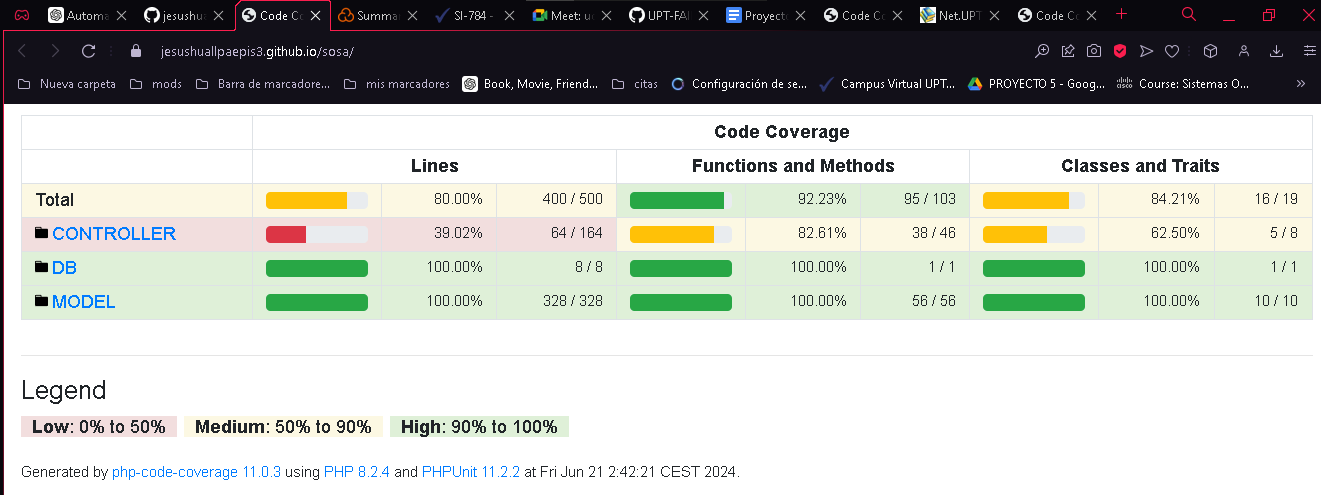 Automa
jesushua
Code Co
Summar
SI-784 -
Meet: uc
UPT-FAI
Proyecto
Code Co
Net.UPT
Code Co
jesushuallpaepis3.github.io/sosa/
Nueva carpeta
mods
Barra de marcadore...
mis marcadores
Book, Movie, Friend...
citas
Configuración de se...
Campus Virtual UPT...
PROYECTO 5 - Goog...
Course: Sistemas O...
Code Coverage
Lines Functions and Methods Classes and Traits
Total 80.00% 400 / 500 92.23% 95 / 103 84.21% 16 / 19
CONTROLLER 39.02% 64 / 164 82.61% 38 / 46 62.50% 5 / 8
DB 100.00% 8 / 8 100.00% 1 / 1 100.00% 1 / 1
MODEL 100.00% 328 / 328 100.00% 56 / 56 100.00% 10 / 10
Legend
Low: 0% to 50% Medium: 50% to 90% High: 90% to 100%
Generated by php-code-coverage 11.0.3 using PHP 8.2.4 and PHPUnit 11.2.2 at Fri Jun 21 2:42:21 CEST 2024.